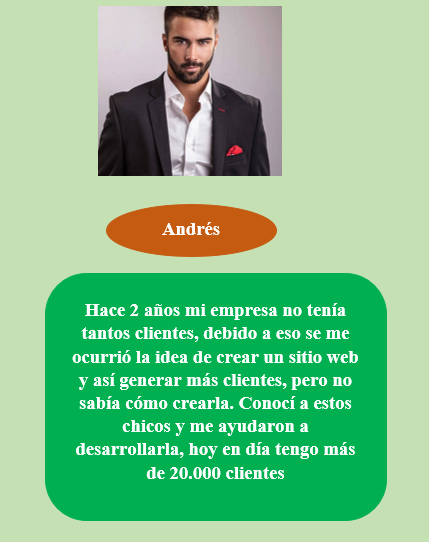 Andrés
Hace 2 años mi empresa no tenía
tantos clientes, debido a eso se me
ocurrió la idea de crear un sitio web
y así generar más clientes, pero no
sabía cómo crearla. Conocí a estos
chicos y me ayudaron a
desarrollarla, hoy en día tengo más
de 20.000 clientes